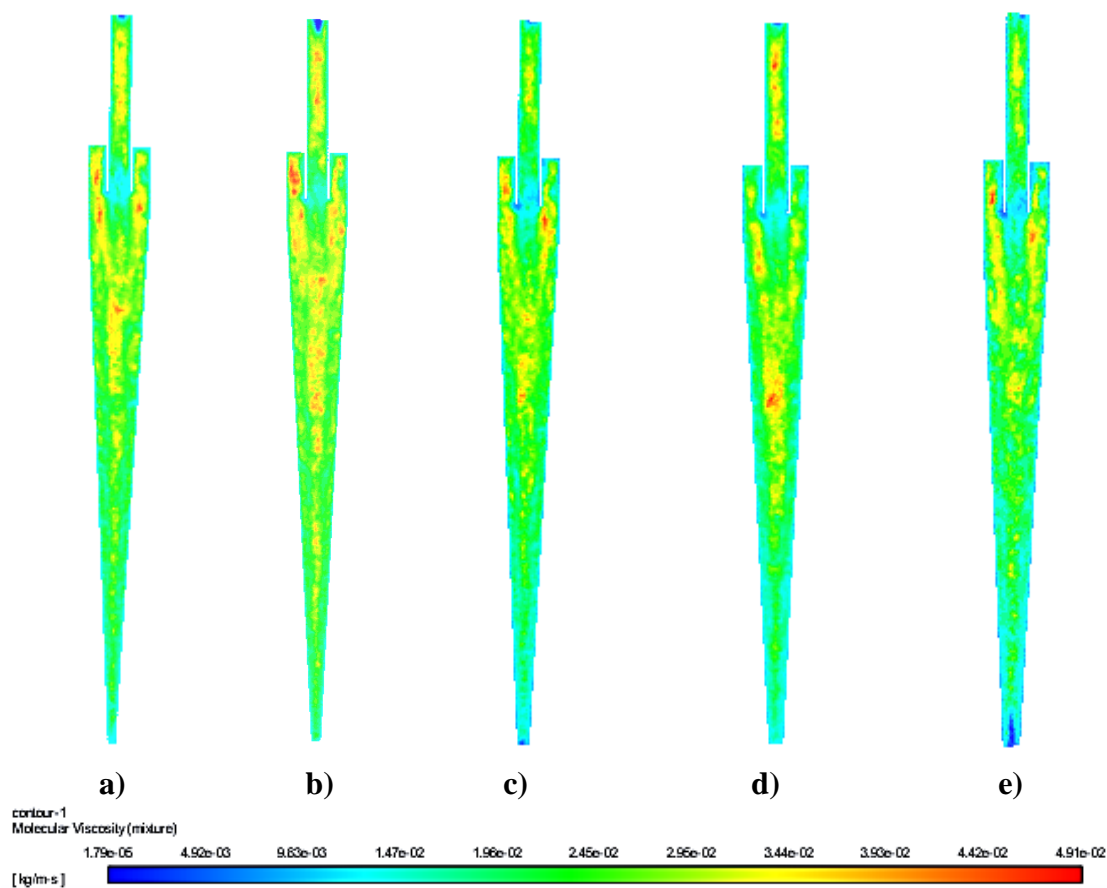 a) b) c) d) e)
contour-1
Molecular Viscosity (mixture)
1.79e-05 4.92e-03 9.83e-03 1.47e-02 1.96e-02 2.45e-02 2.95e-02 3.44e-02 3.93e-02 4.42e-02 4.91e-02
[ kg/m-s ]